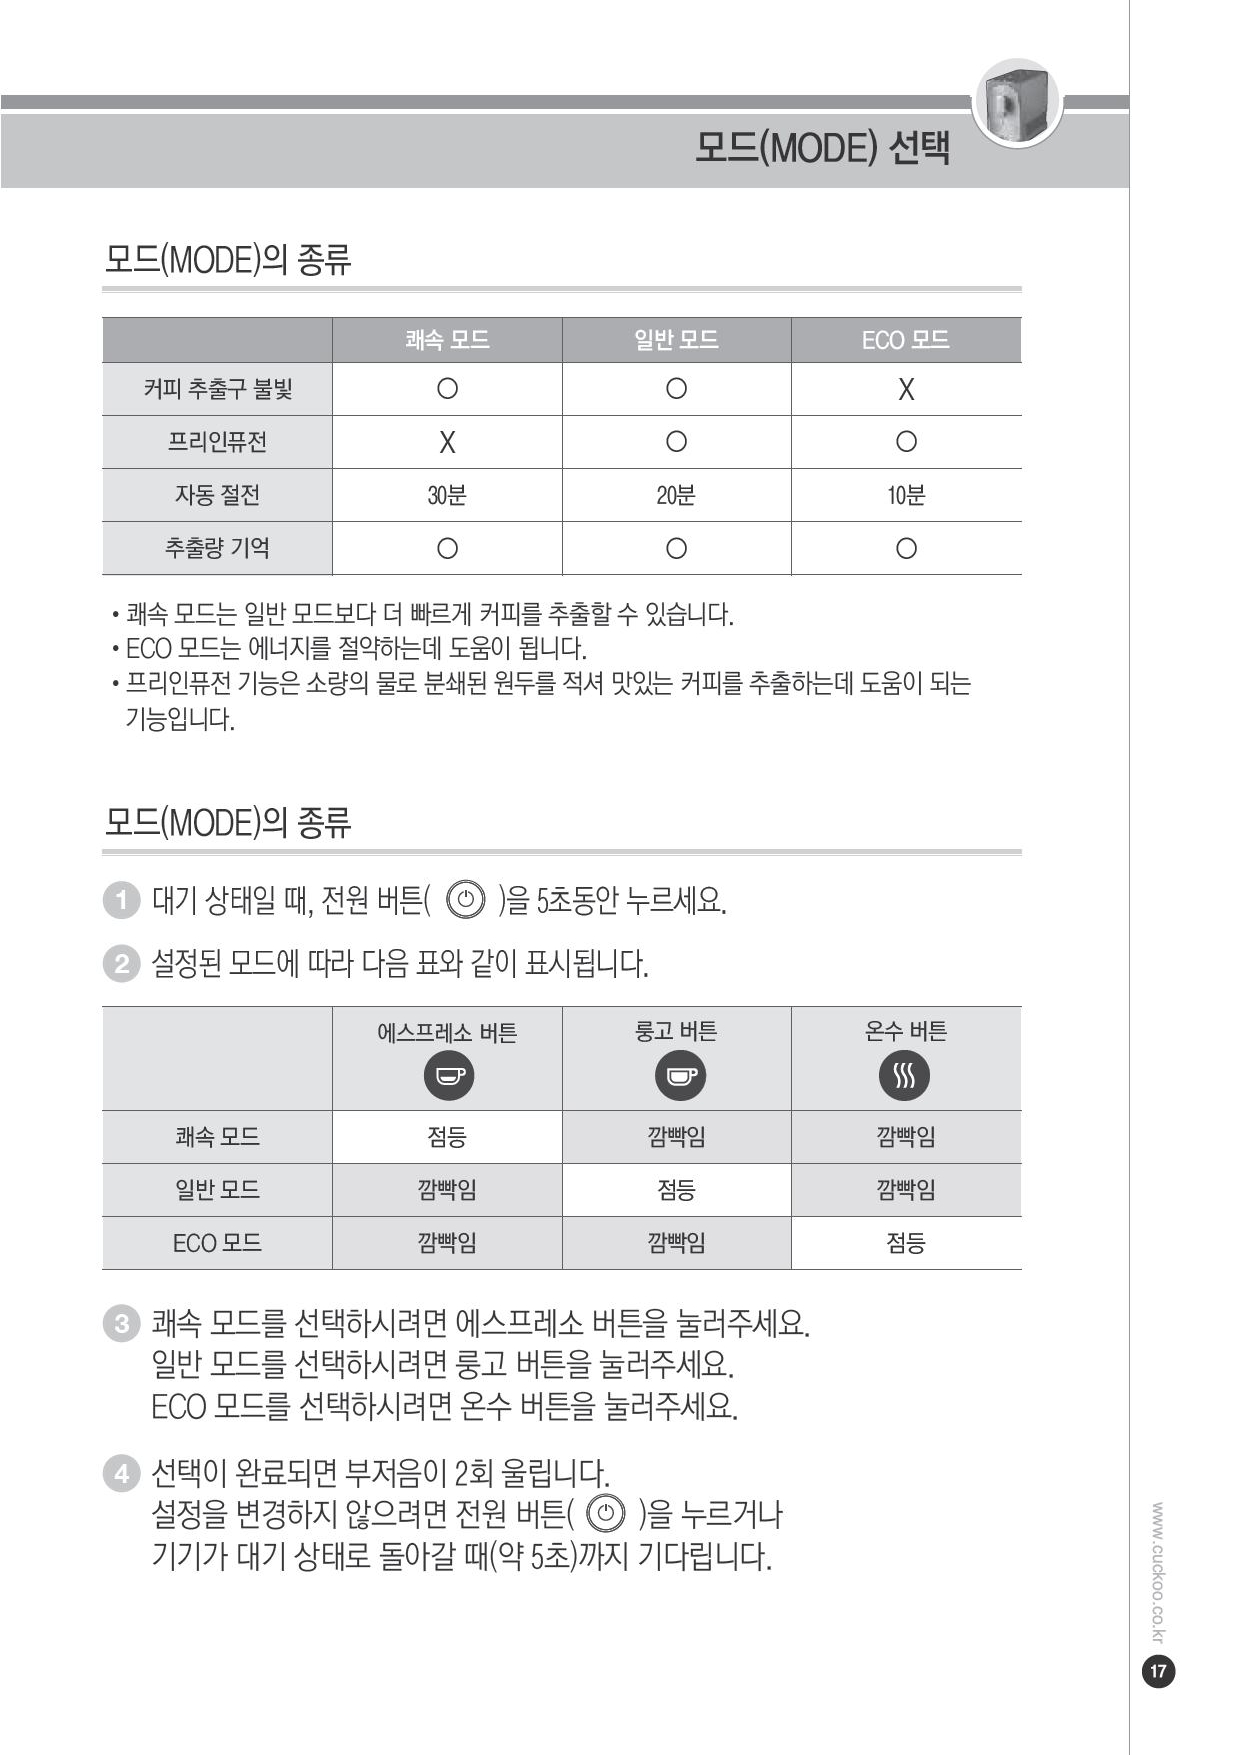 모드(MODE) 선택
모드(MODE)의 종류
쾌속 모드 일반 모드 ECO 모드
커피 추출구 불빛 O O X
프리인퓨전 X O O
자동 절전 30분 20분 10분
추출량 기억 O O O
• 쾌속 모드는 일반 모드보다 더 빠르게 커피를 추출할 수 있습니다.
• ECO 모드는 에너지를 절약하는데 도움이 됩니다.
• 프리인퓨전 기능은 소량의 물로 분쇄된 원두를 적셔 맛있는 커피를 추출하는데 도움이 되는
기능입니다.
모드(MODE)의 종류
1 대기 상태일 때, 전원 버튼( )을 5초동안 누르세요.
2 설정된 모드에 따라 다음 표와 같이 표시됩니다.
에스프레소 버튼 룽고 버튼 온수 버튼
쾌속 모드 점등 깜빡임 깜빡임
일반 모드 깜빡임 점등 깜빡임
ECO 모드 깜빡임 깜빡임 점등
3 쾌속 모드를 선택하시려면 에스프레소 버튼을 눌러주세요.
일반 모드를 선택하시려면 룽고 버튼을 눌러주세요.
ECO 모드를 선택하시려면 온수 버튼을 눌러주세요.
4 선택이 완료되면 부저음이 2회 울립니다.
설정을 변경하지 않으려면 전원 버튼( )을 누르거나
기기가 대기 상태로 돌아갈 때(약 5초)까지 기다립니다.
www.cuckoo.co.kr
17